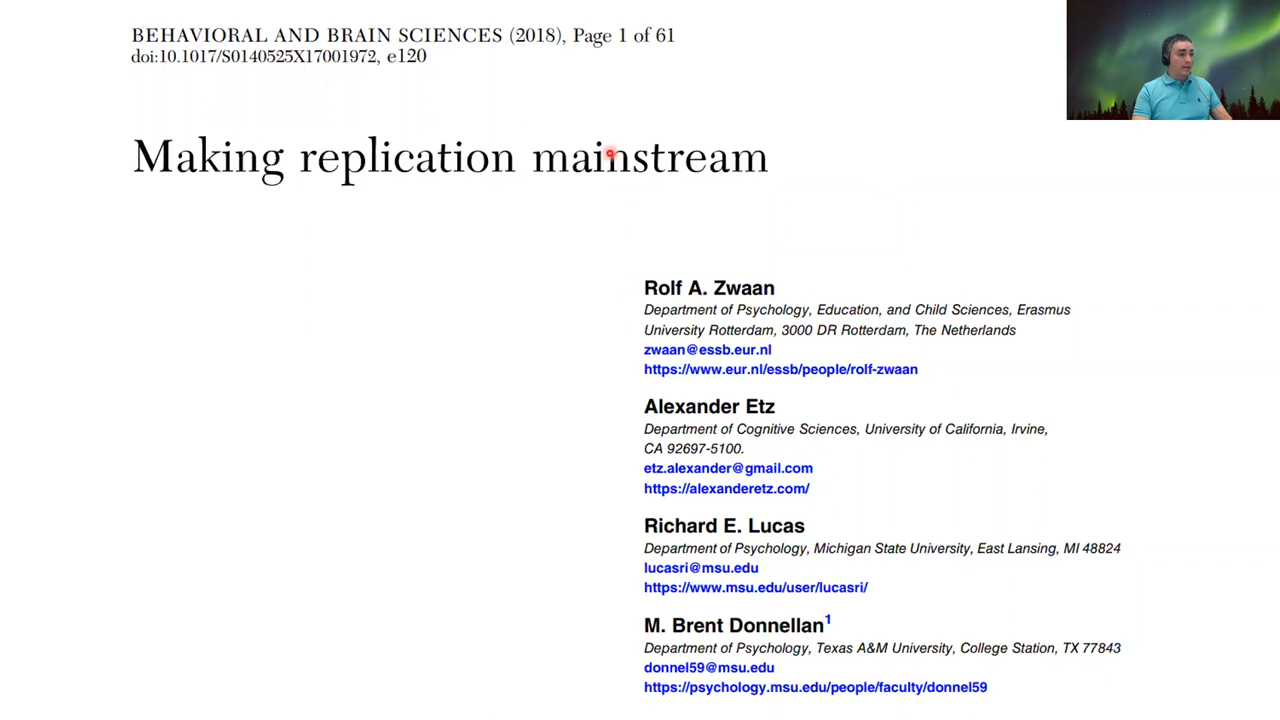 BEHAVIORAL AND BRAIN SCIENCES (2018), Page 1 of 61
doi:10.1017/S0140525X17001972, e120
Making replication mainstream
Rolf A. Zwaan
Department of Psychology, Education, and Child Sciences, Erasmus
University Rotterdam, 3000 DR Rotterdam, The Netherlands
zwaan@essb.eur.nl
https://www.eur.nl/essb/people/rolf-zwaan
Alexander Etz
Department of Cognitive Sciences, University of California, Irvine,
CA 92697-5100.
etz.alexander@gmail.com
https://alexanderetz.com/
Richard E. Lucas
Department of Psychology, Michigan State University, East Lansing, MI 48824
lucasri@msu.edu
https://www.msu.edu/user/lucasri/
M. Brent Donnellan1
Department of Psychology, Texas A&M University, College Station, TX 77843
donnel59@msu.edu
https://psychology.msu.edu/people/faculty/donnel59